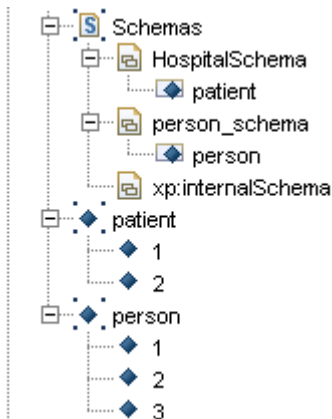 S Schemas
HospitalSchema
patient
person_schema
person
xp:internalSchema
patient
1
2
person
1
2
3